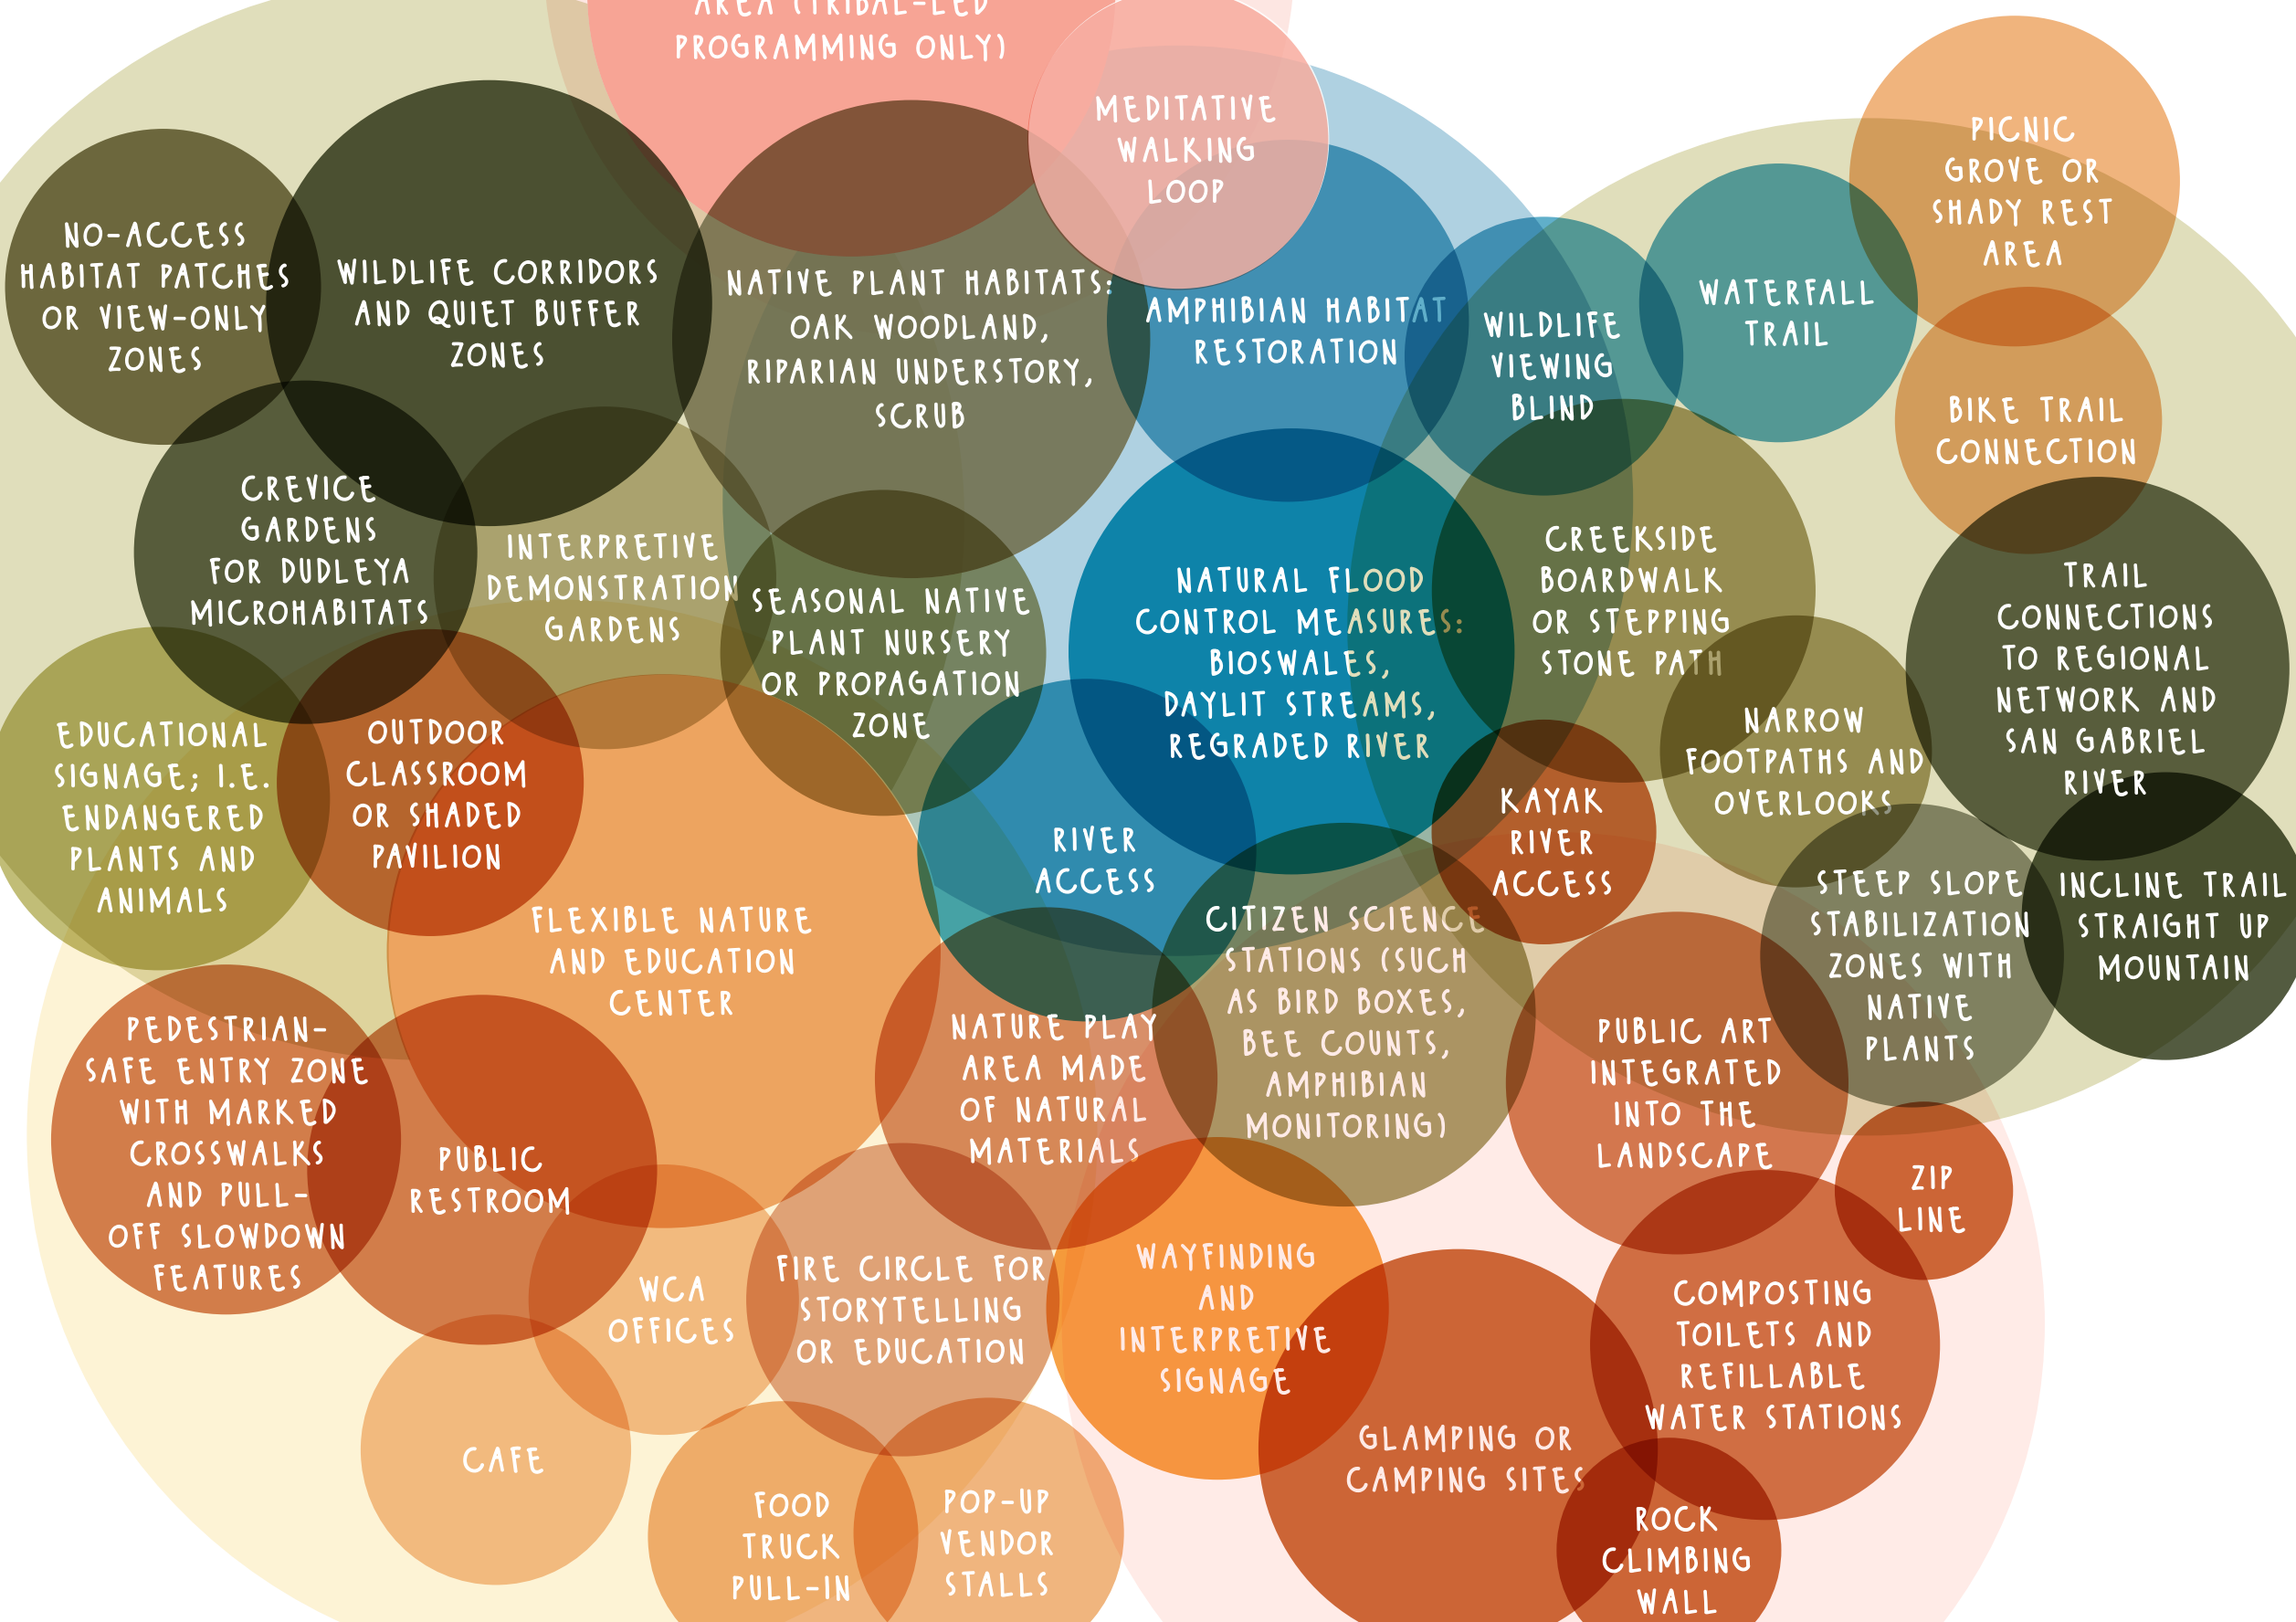 AREA (TRIBAL-LED
PROGRAMMING ONLY)
MEDITATIVE
WALKING
LOOP
PICNIC
GROVE OR
SHADY REST
AREA
NO-ACCESS
HABITAT PATCHES
OR VIEW-ONLY
ZONES
WILDLIFE CORRIDORS
AND QUIET BUFFER
ZONES
NATIVE PLANT HABITATS:
OAK WOODLAND,
RIPARIAN UNDERSTORY,
SCRUB
AMPHIBIAN HABITAT
RESTORATION
WILDLIFE
VIEWING
BLIND
WATERFALL
TRAIL
BIKE TRAIL
CONNECTION
CREVICE
GARDENS
FOR DUDLEYA
MICROHABITATS
INTERPRETIVE
DEMONSTRATION
GARDENS
SEASONAL NATIVE
PLANT NURSERY
OR PROPAGATION
ZONE
NATURAL FLOOD
CONTROL MEASURES:
BIOSWALES,
DAYLIT STREAMS,
REGRADED RIVER
CREEKSIDE
BOARDWALK
OR STEPPING
STONE PATH
TRAIL
CONNECTIONS
TO REGIONAL
NETWORK AND
SAN GABRIEL
RIVER
EDUCATIONAL
SIGNAGE; I.E.
ENDANGERED
PLANTS AND
ANIMALS
OUTDOOR
CLASSROOM
OR SHADED
PAVILION
NARROW
FOOTPATHS AND
OVERLOOKS
RIVER
ACCESS
KAYAK
RIVER
ACCESS
STEEP SLOPE
STABILIZATION
ZONES WITH
NATIVE
PLANTS
INCLINE TRAIL
STRAIGHT UP
MOUNTAIN
FLEXIBLE NATURE
AND EDUCATION
CENTER
CITIZEN SCIENCE
STATIONS (SUCH
AS BIRD BOXES,
BEE COUNTS,
AMPHIBIAN
MONITORING)
PEDESTRIAN-
SAFE ENTRY ZONE
WITH MARKED
CROSSWALKS
AND PULL-
OFF SLOWDOWN
FEATURES
PUBLIC
RESTROOM
NATURE PLAY
AREA MADE
OF NATURAL
MATERIALS
PUBLIC ART
INTEGRATED
INTO THE
LANDSCAPE
ZIP
LINE
WCA
OFFICES
FIRE CIRCLE FOR
STORYTELLING
OR EDUCATION
WAYFINDING
AND
INTERPRETIVE
SIGNAGE
COMPOSTING
TOILETS AND
REFILLABLE
WATER STATIONS
CAFE
GLAMPING OR
CAMPING SITES
FOOD
TRUCK
PULL-IN
POP-UP
VENDOR
STALLS
ROCK
CLIMBING
WALL